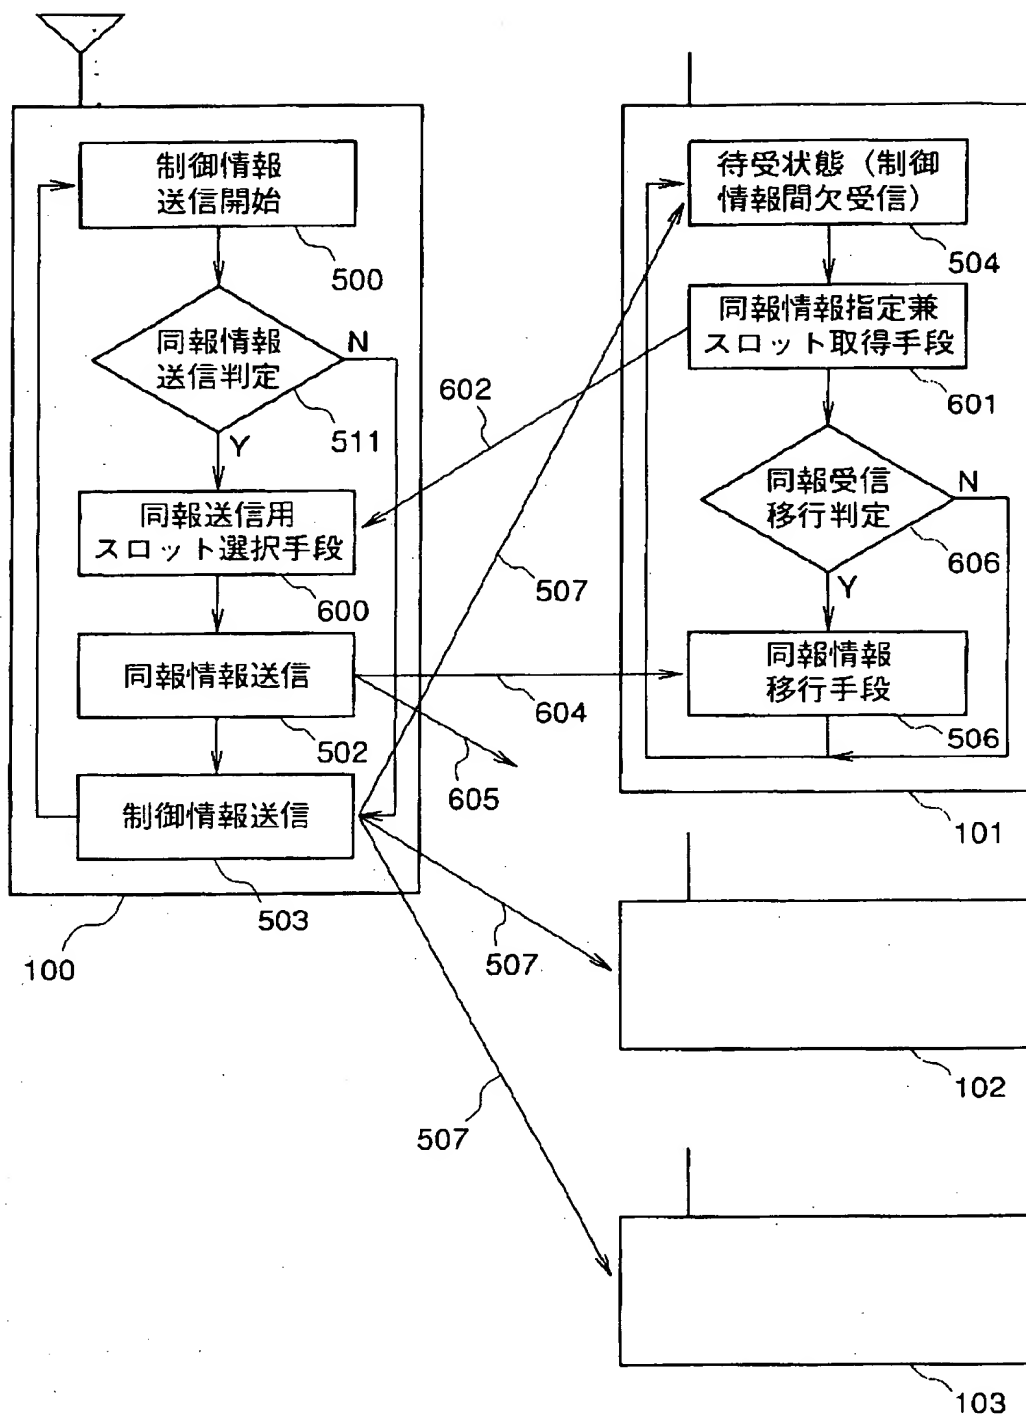 制御情報
送信開始
500
同報情報
送信判定
N
511
Y
同報送信用
スロット選択手段
600
同報情報送信
502
制御情報送信
503
100
602
507
604
605
507
507
待受状態（制御
情報間欠受信）
504
同報情報指定兼
スロット取得手段
601
同報受信
移行判定
N
606
Y
同報情報
移行手段
506
101
102
103